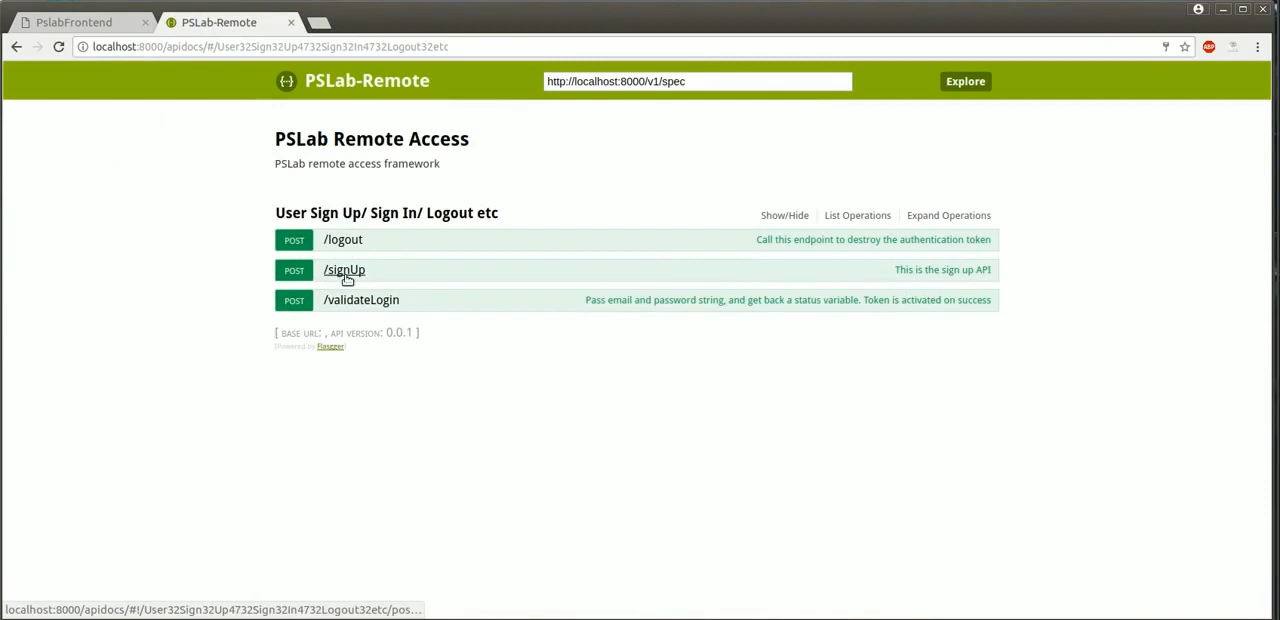 PslabFrontend
PSLab-Remote
localhost:8000/apidocs/#/User32Sign32Up4732Sign32In4732Logout32etc
ABP
PSLab-Remote
http://localhost:8000/v1/spec
Explore
PSLab Remote Access
PSLab remote access framework
User Sign Up/ Sign In/ Logout etc
Show/Hide
List Operations
Expand Operations
POST
/logout
Call this endpoint to destroy the authentication token
POST
/signUp
This is the sign up API
POST
/validateLogin
Pass email and password string, and get back a status variable. Token is activated on success
[ BASE URL: , API VERSION: 0.0.1 ]
[Powered by Flasgger]
localhost:8000/apidocs/#!/User32Sign32Up4732Sign32In4732Logout32etc/pos...